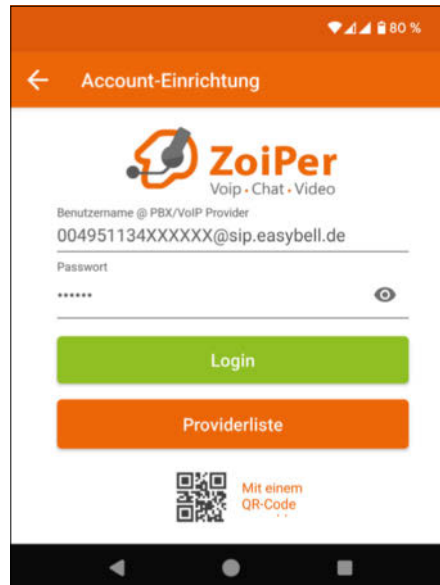 80 %
Account-Einrichtung
ZoiPer
Voip • Chat • Video
Benutzername @ PBX/VoIP Provider
004951134XXXXXX@sip.easybell.de
Passwort
••••••
Login
Providerliste
Mit einem
QR-Code